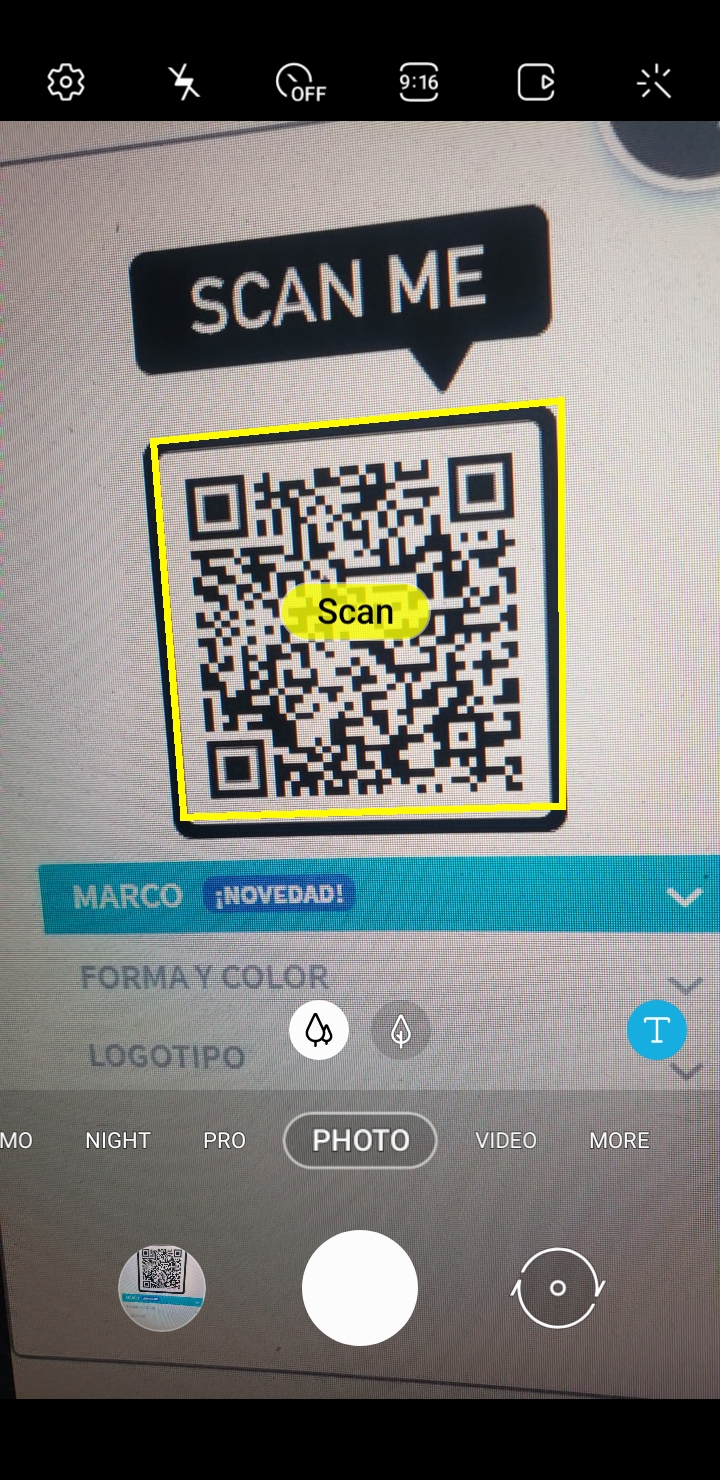 OFF
9:16
SCAN ME
Scan
MARCO ¡NOVEDAD!
FORMA Y COLOR
LOGOTIPO
T
MO NIGHT PRO PHOTO VIDEO MORE